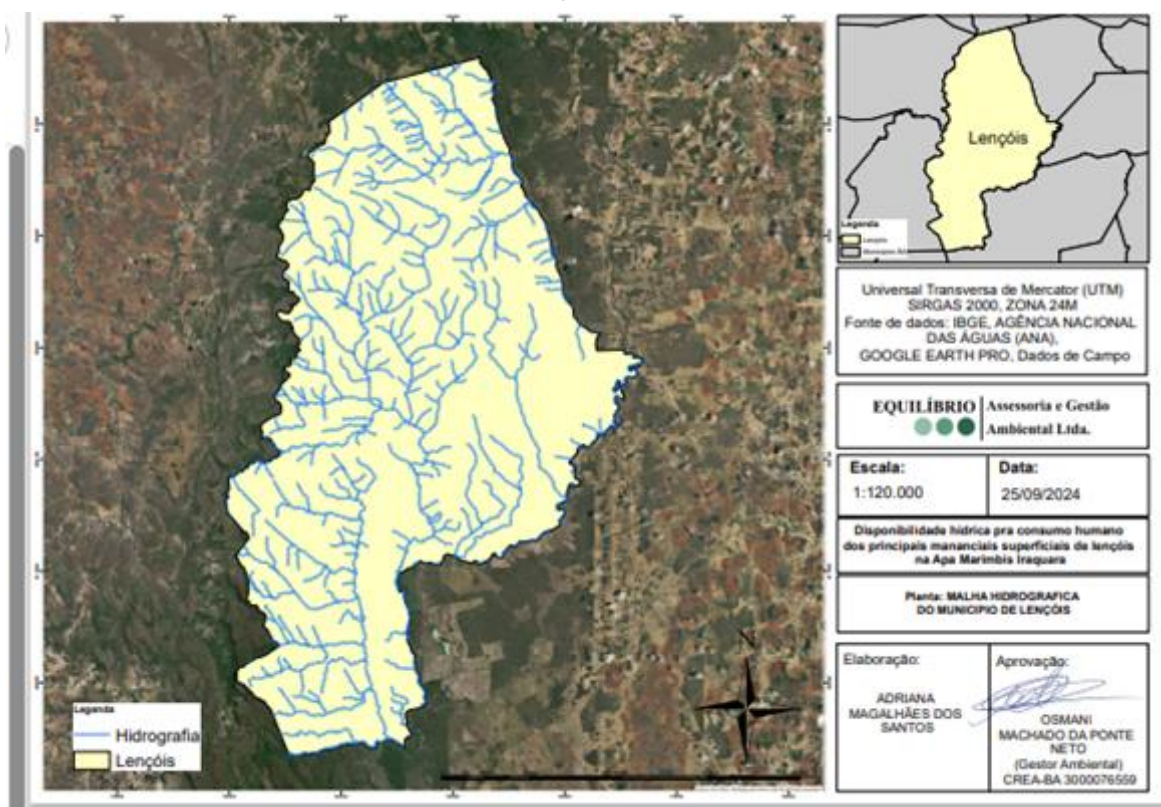 Lençóis
Legenda
Lençóis
Municípios BA
Universal Transversa de Mercator (UTM)
SIRGAS 2000, ZONA 24M
Fonte de dados: IBGE, AGÊNCIA NACIONAL
DAS ÁGUAS (ANA),
GOOGLE EARTH PRO, Dados de Campo
EQUILÍBRIO
Assessoria e Gestão
Ambiental Ltda.
Escala:
1:120.000
Data:
25/09/2024
Disponibilidade hídrica pra consumo humano
dos principais mananciais superficiais de lençóis
na Apa Marimbis Iraquara
Planta: MALHA HIDROGRAFICA
DO MUNICIPIO DE LENÇÓIS
Elaboração:
ADRIANA
MAGALHÃES DOS
SANTOS
Aprovação:
OSMANI
MACHADO DA PONTE
NETO
(Gestor Ambiental)
CREA-BA 3000076559
Legenda
Hidrografia
Lençóis
N